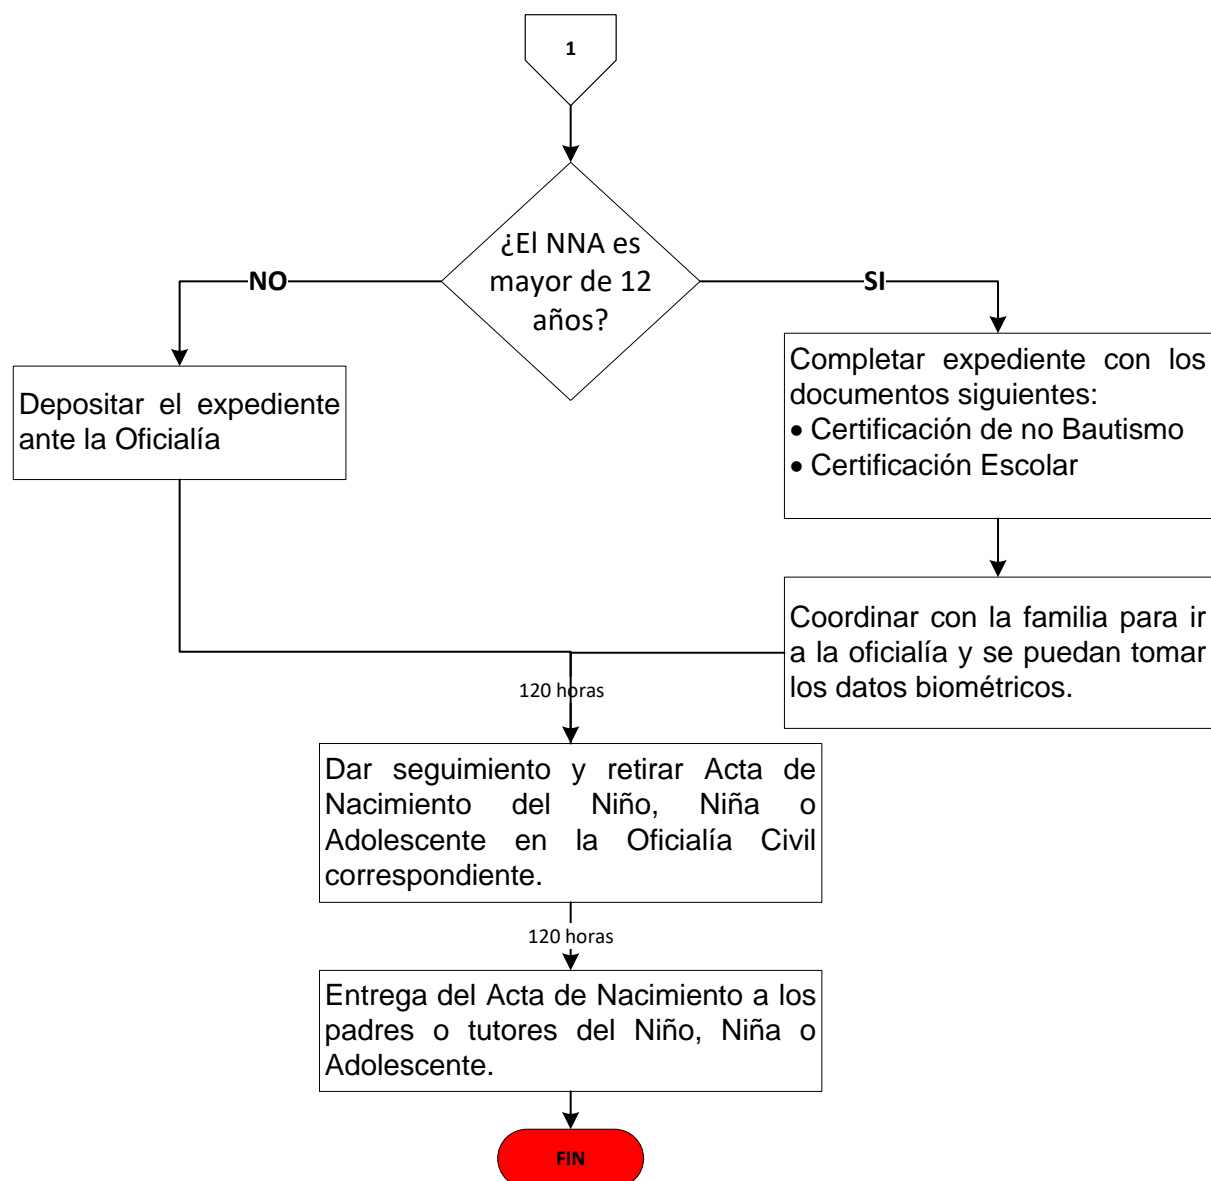 1
¿El NNA es
mayor de 12
años?
NO
SI
Depositar el expediente
ante la Oficialía
Completar expediente con los
documentos siguientes:
• Certificación de no Bautismo
• Certificación Escolar
Coordinar con la familia para ir
a la oficialía y se puedan tomar
los datos biométricos.
120 horas
Dar seguimiento y retirar Acta de
Nacimiento del Niño, Niña o
Adolescente en la Oficialía Civil
correspondiente.
120 horas
Entrega del Acta de Nacimiento a los
padres o tutores del Niño, Niña o
Adolescente.
FIN